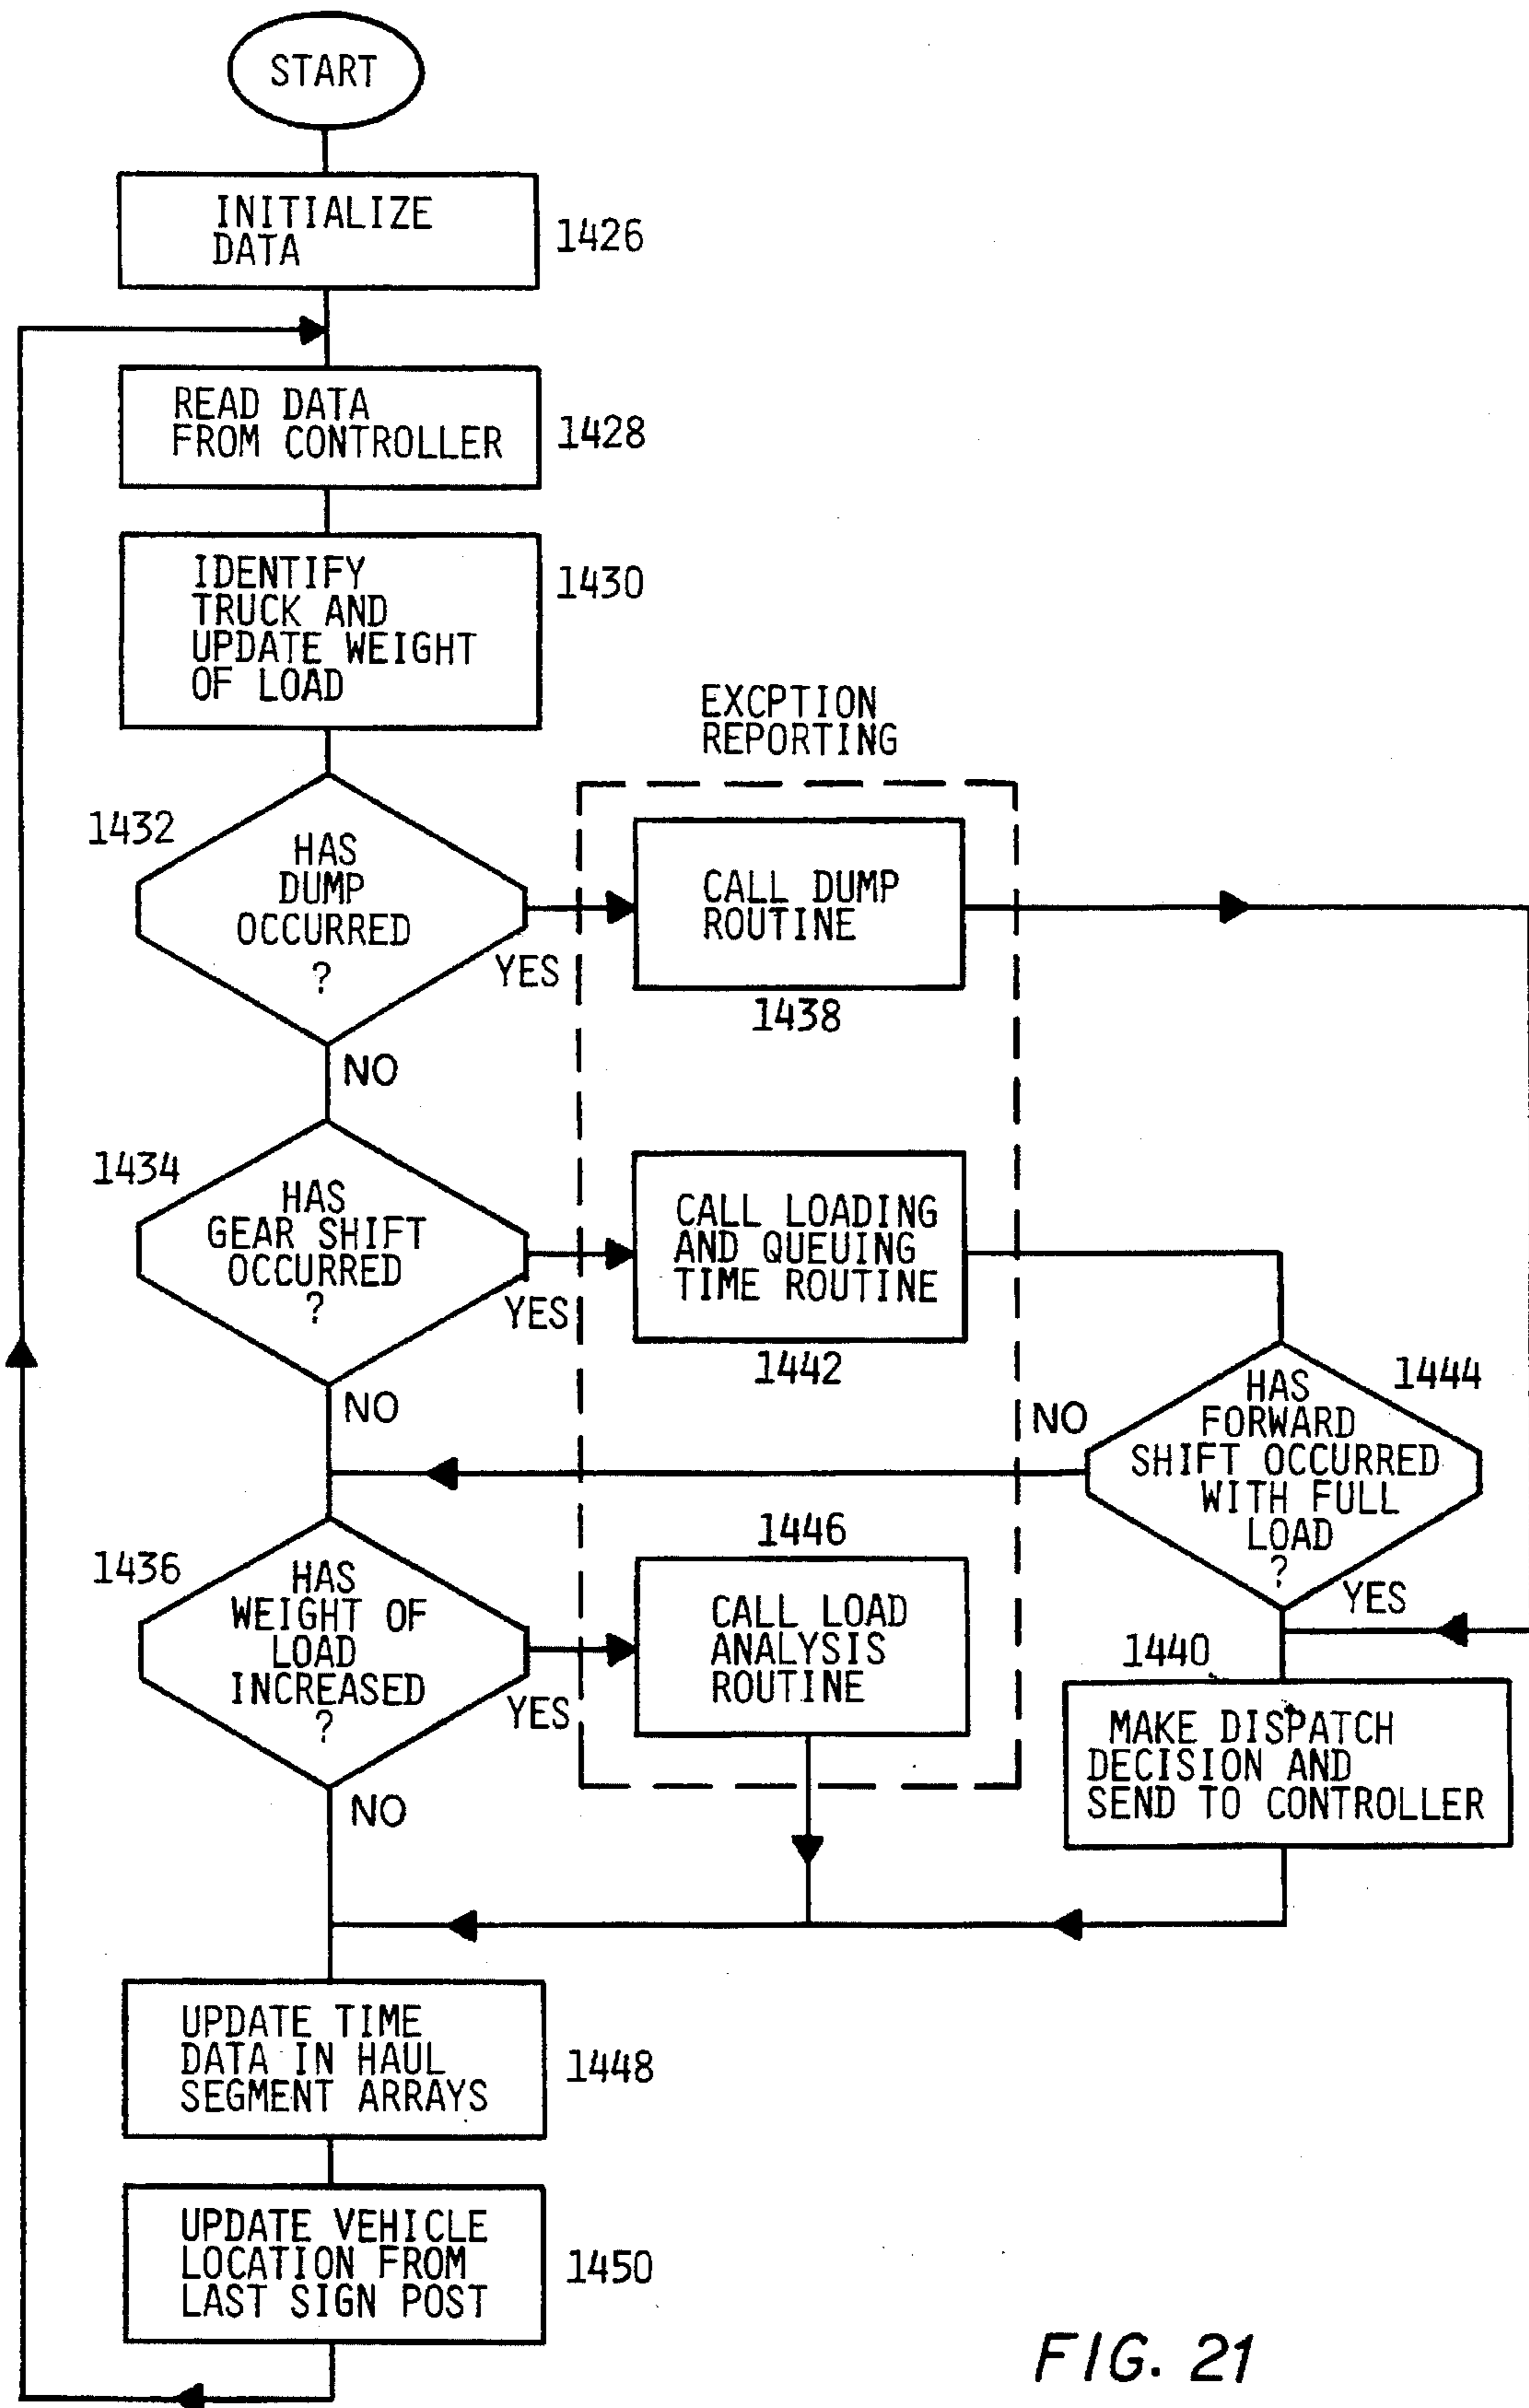 START
INITIALIZE
DATA
1426
READ DATA
FROM CONTROLLER
1428
IDENTIFY
TRUCK AND
UPDATE WEIGHT
OF LOAD
1430
EXCPTION
REPORTING
1432
HAS
DUMP
OCCURRED
?
YES
NO
CALL DUMP
ROUTINE
1438
1434
HAS
GEAR SHIFT
OCCURRED
?
YES
NO
CALL LOADING
AND QUEUING
TIME ROUTINE
1442
1444
HAS
FORWARD
SHIFT OCCURRED
WITH FULL
LOAD
?
NO
YES
1436
HAS
WEIGHT OF
LOAD
INCREASED
?
YES
NO
1446
CALL LOAD
ANALYSIS
ROUTINE
1440
MAKE DISPATCH
DECISION AND
SEND TO CONTROLLER
UPDATE TIME
DATA IN HAUL
SEGMENT ARRAYS
1448
UPDATE VEHICLE
LOCATION FROM
LAST SIGN POST
1450
FIG. 21